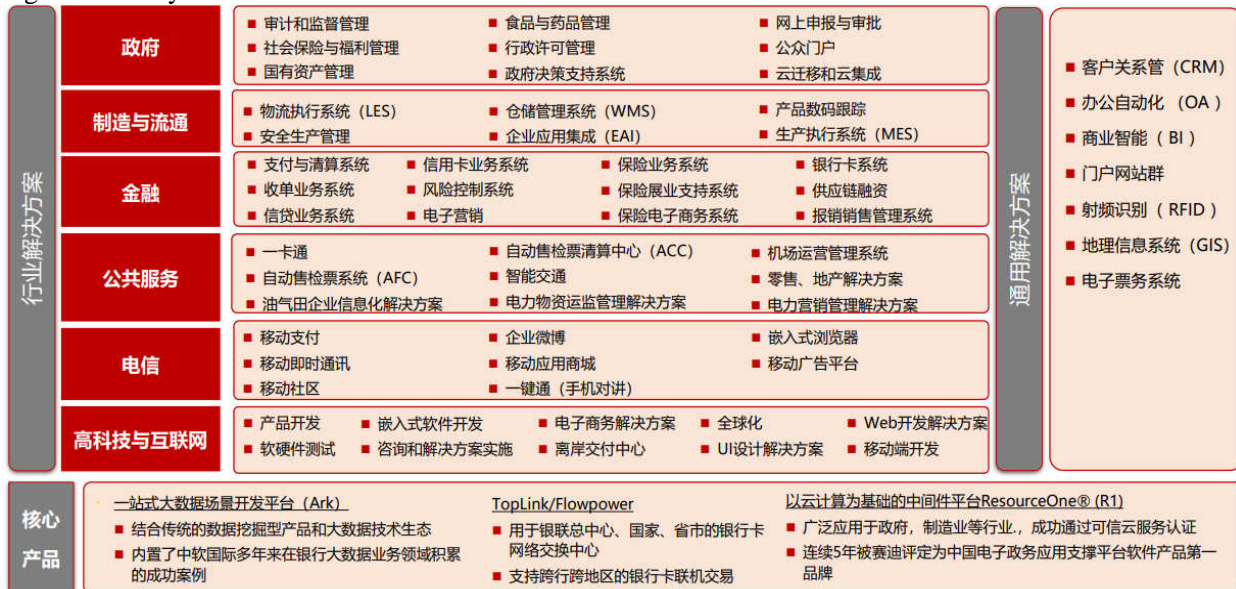 行业解决方案
政府
审计和监督管理
食品与药品管理
网上申报与审批
社会保险与福利管理
行政许可管理
公众门户
国有资产管理
政府决策支持系统
云迁移和云集成
制造与流通
物流执行系统（LES）
仓储管理系统（WMS）
产品数码跟踪
安全生产管理
企业应用集成（EAI）
生产执行系统（MES）
金融
支付与清算系统
信用卡业务系统
保险业务系统
银行卡系统
收单业务系统
风险控制系统
保险展业支持系统
供应链融资
信贷业务系统
电子营销
保险电子商务系统
报销销售管理系统
公共服务
一卡通
自动售检票清算中心（ACC）
机场运营管理系统
自动售检票系统（AFC）
智能交通
零售、地产解决方案
油气田企业信息化解决方案
电力物资运监管理解决方案
电力营销管理解决方案
电信
移动支付
企业微博
嵌入式浏览器
移动即时通讯
移动应用商城
移动广告平台
移动社区
一键通（手机对讲）
高科技与互联网
产品开发
嵌入式软件开发
电子商务解决方案
全球化
Web开发解决方案
软硬件测试
咨询和解决方案实施
离岸交付中心
UI设计解决方案
移动端开发
通用解决方案
客户关系管（CRM）
办公自动化 （OA ）
商业智能（ BI ）
门户网站群
射频识别（ RFID ）
地理信息系统（GIS）
电子票务系统
核心
产品
一站式大数据场景开发平台（Ark）
结合传统的数据挖掘型产品和大数据技术生态
内置了中软国际多年来在银行大数据业务领域积累
的成功案例
TopLink/Flowpower
用于银联总中心、国家、省市的银行卡
网络交换中心
支持跨行跨地区的银行卡联机交易
以云计算为基础的中间件平台ResourceOne® (R1)
广泛应用于政府，制造业等行业.，成功通过可信云服务认证
连续5年被赛迪评定为中国电子政务应用支撑平台软件产品第一
品牌